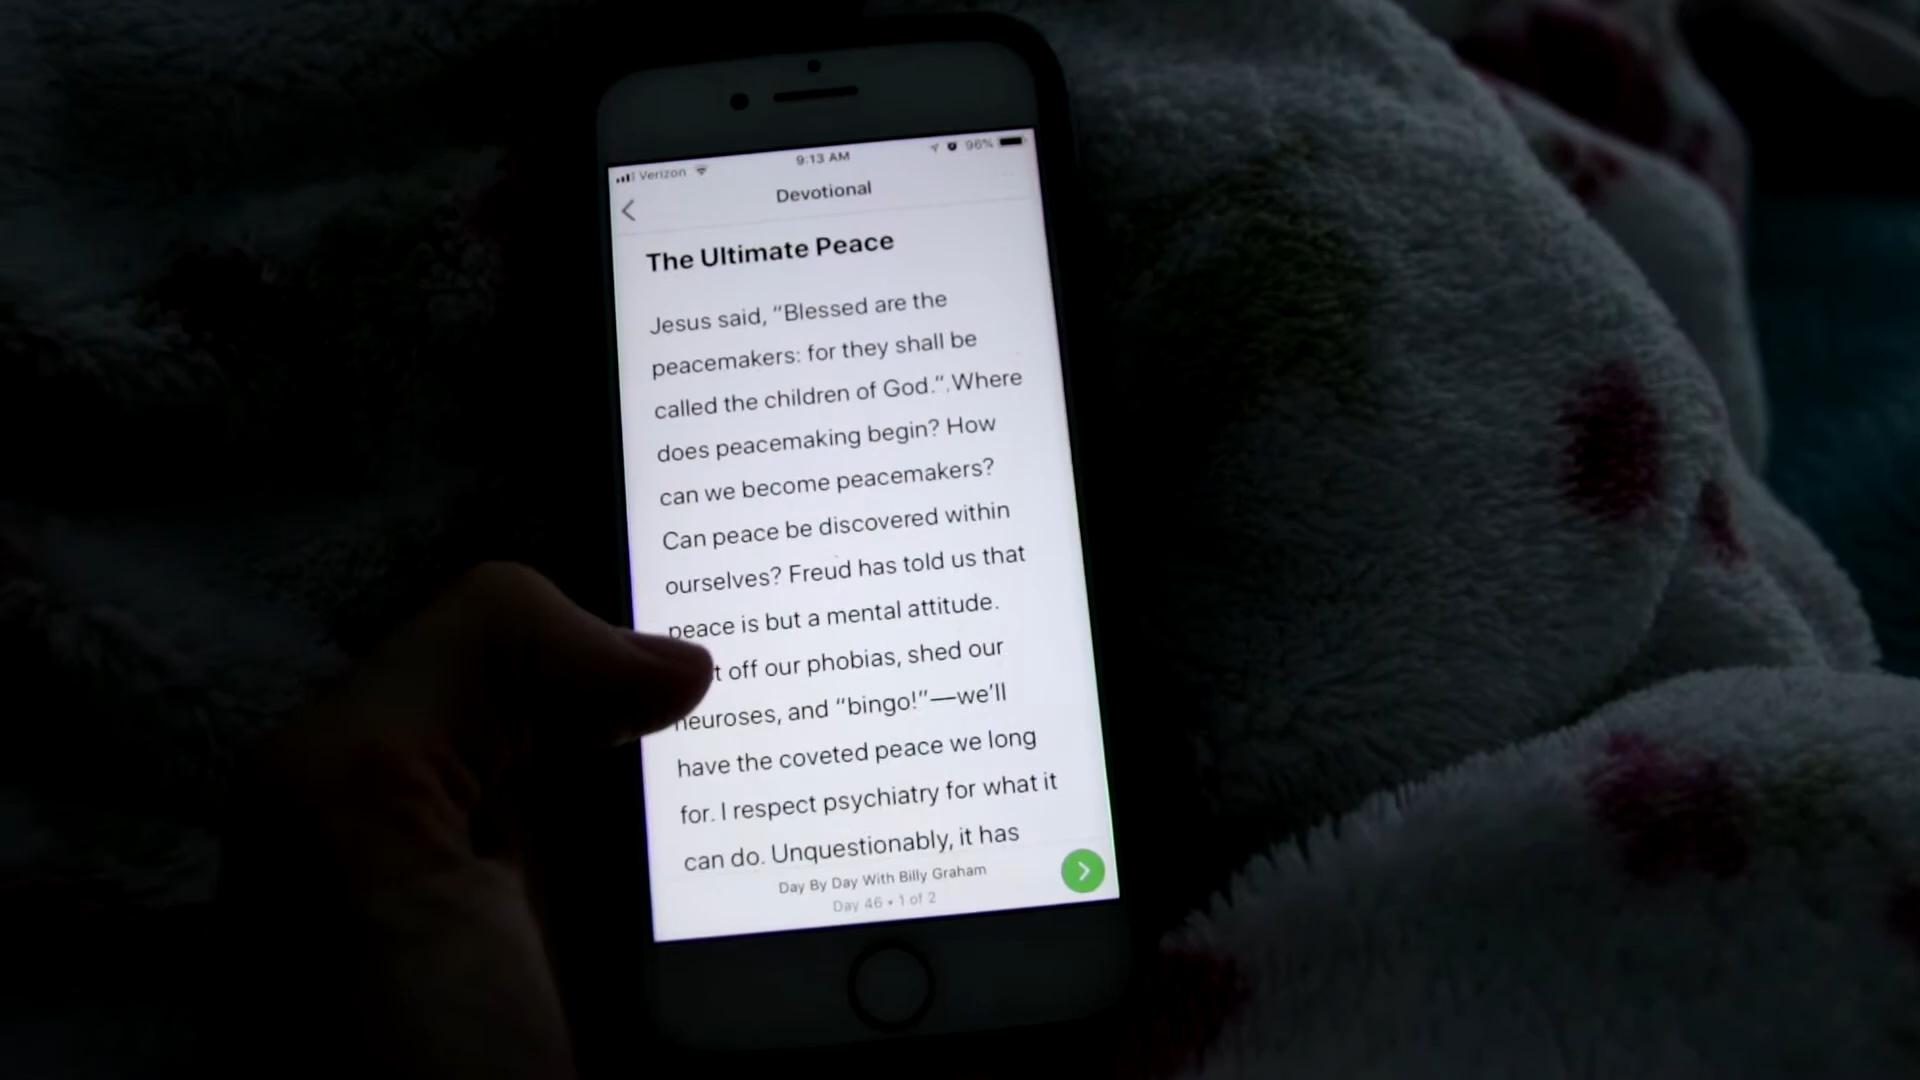 Verizon 9:13 AM 96%
Devotional
The Ultimate Peace
Jesus said, “Blessed are the
peacemakers: for they shall be
called the children of God.”. Where
does peacemaking begin? How
can we become peacemakers?
Can peace be discovered within
ourselves? Freud has told us that
peace is but a mental attitude.
off our phobias, shed our
neuroses, and “bingo!”—we’ll
have the coveted peace we long
for. I respect psychiatry for what it
can do. Unquestionably, it has
Day By Day With Billy Graham
Day 46 • 1 of 2